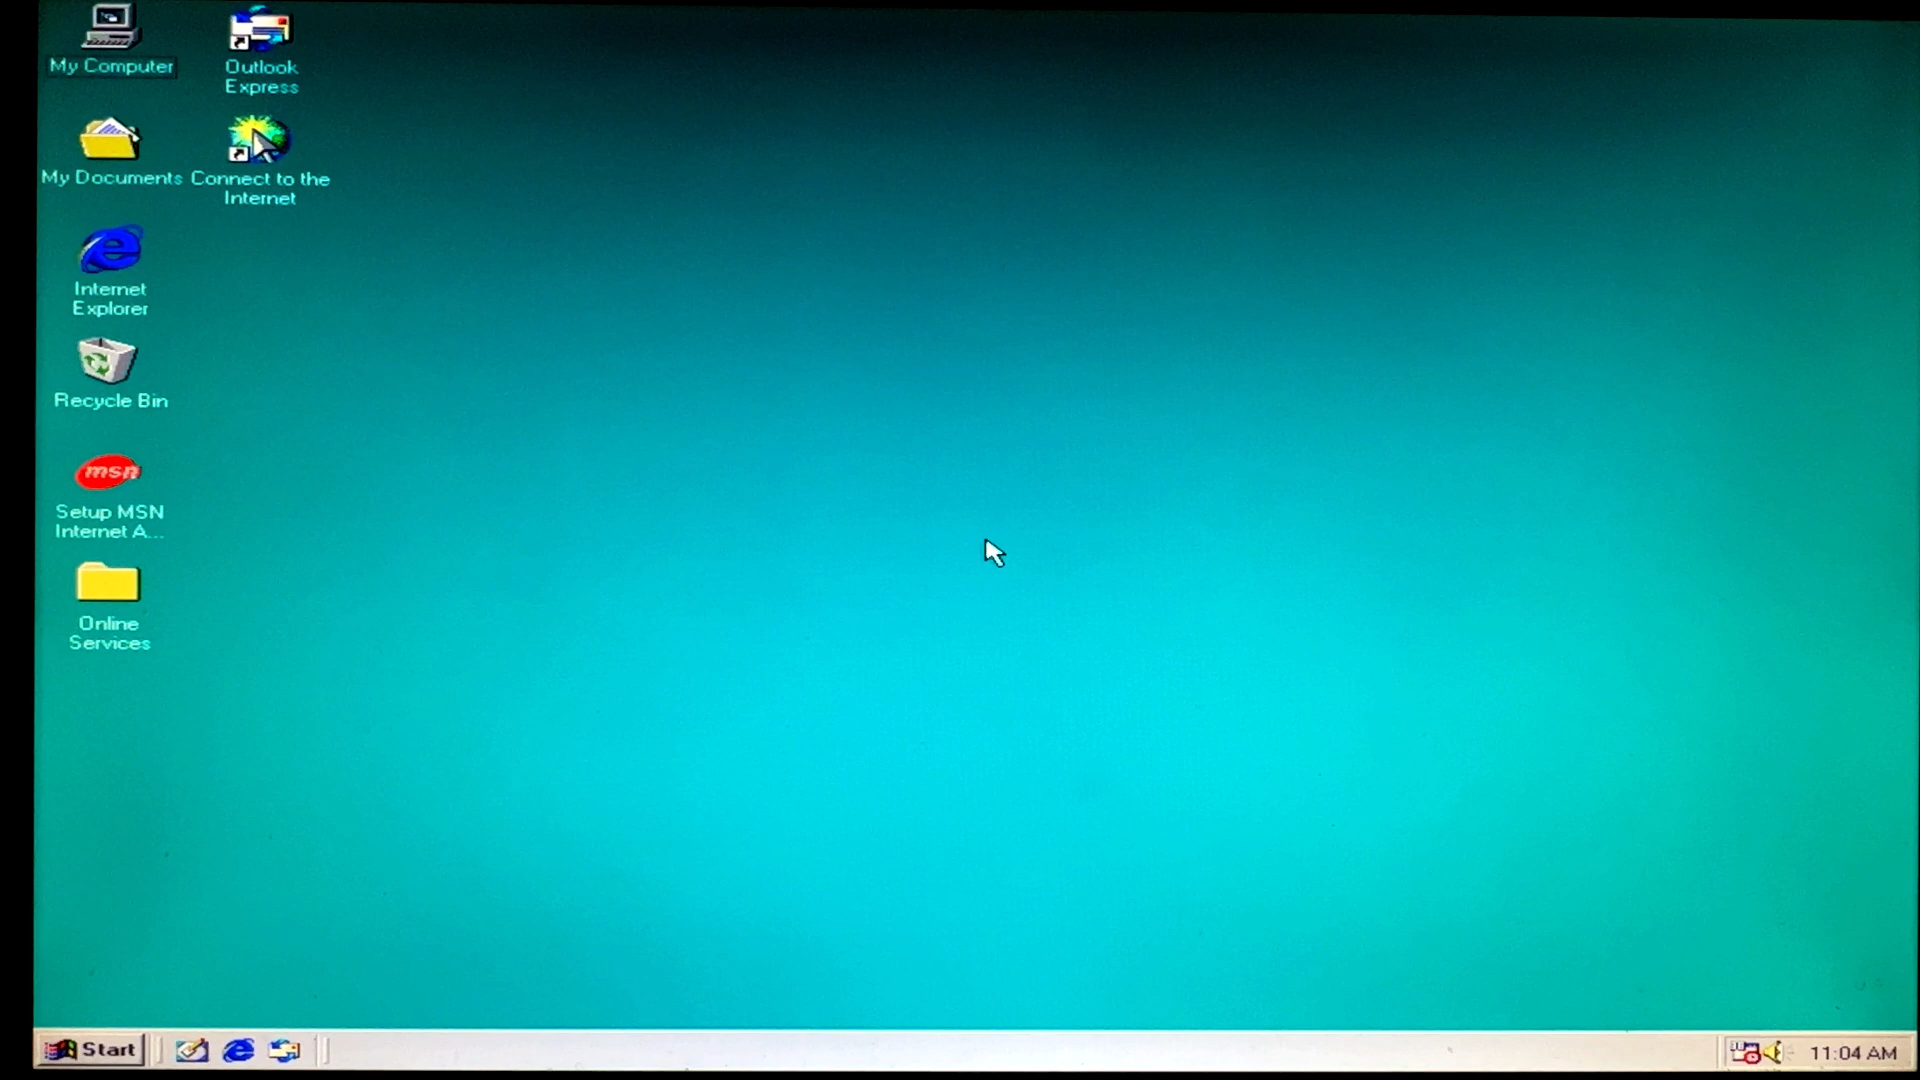 My Computer
Outlook
Express
My Documents
Connect to the
Internet
Internet
Explorer
Recycle Bin
msn
Setup MSN
Internet A...
Online
Services
Start
11:04 AM